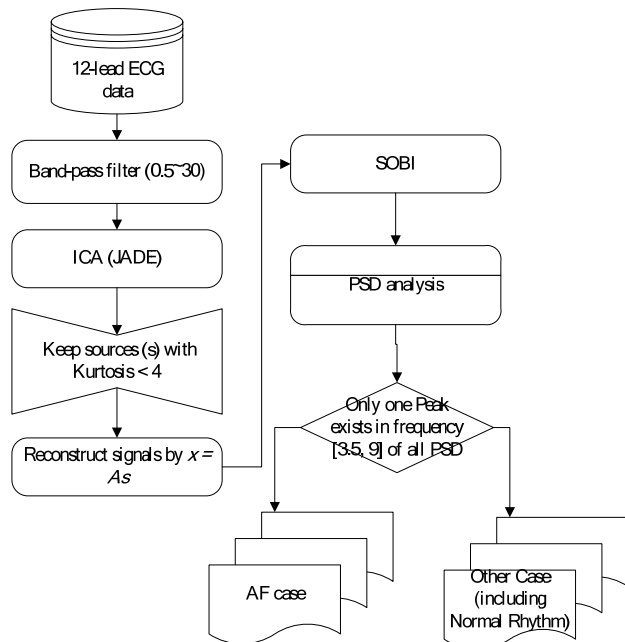 12-lead ECG
data
Band-pass filter (0.5~30)
ICA (JADE)
Keep sources (s) with
Kurtosis < 4
Reconstruct signals by x =
As
SOBI
PSD analysis
Only one Peak
exists in frequency
[3.5, 9] of all PSD
AF case
Other Case
(including
Normal Rhythm)